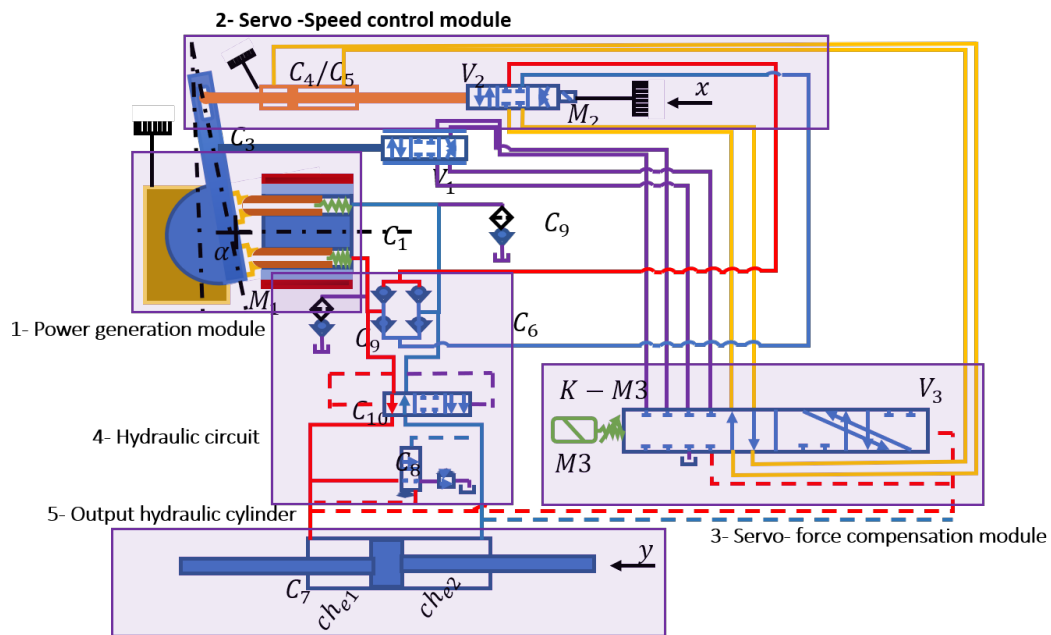 2- Servo -Speed control module
C₄/C₅
V₂
x
M₂
C₃
V₁
C₁
C₉
α
M₁
1- Power generation module
C₉
C₆
K − M3
V₃
C₁₀
4- Hydraulic circuit
M3
C₈
5- Output hydraulic cylinder
3- Servo- force compensation module
y
C₇
chₑ₁
chₑ₂